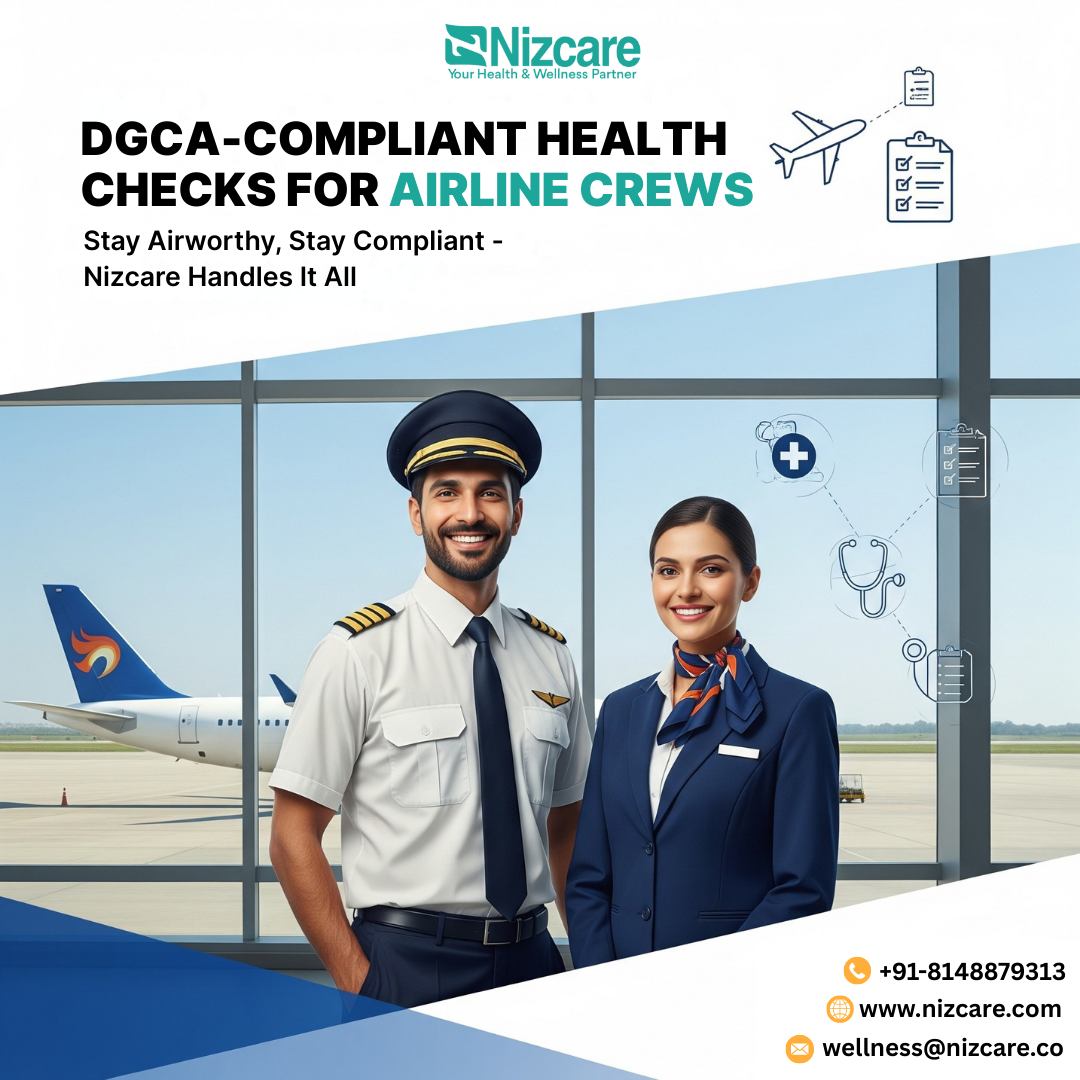 Nizcare
Your Health & Wellness Partner
DGCA-COMPLIANT HEALTH
CHECKS FOR AIRLINE CREWS
Stay Airworthy, Stay Compliant -
Nizcare Handles It All
+91-8148879313
www.nizcare.com
wellness@nizcare.co